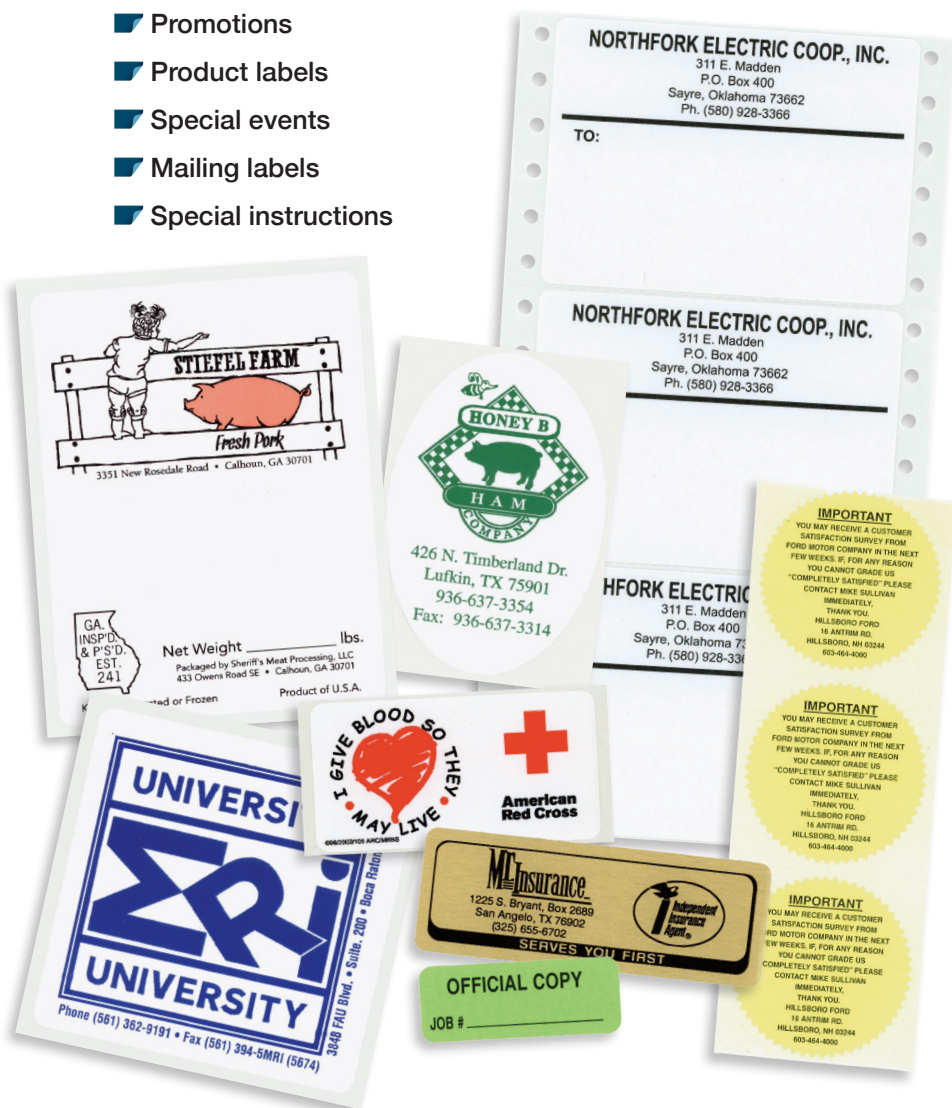 Promotions
Product labels
Special events
Mailing labels
Special instructions
NORTHFORK ELECTRIC COOP., INC.
311 E. Madden
P.O. Box 400
Sayre, Oklahoma 73662
Ph. (580) 928-3366
TO:
NORTHFORK ELECTRIC COOP., INC.
311 E. Madden
P.O. Box 400
Sayre, Oklahoma 73662
Ph. (580) 928-3366
HFORK ELECTRIC
311 E. Madden
P.O. Box 400
Sayre, Oklahoma 73
Ph. (580) 928-336
STIEFEL FARM
Fresh Pork
3351 New Rosedale Road • Calhoun, GA 30701
GA.
INSP'D.
& P'S'D.
EST.
241
Net Weight lbs.
Packaged by Sheriff's Meat Processing, LLC
433 Owens Road SE • Calhoun, GA 30701
or Frozen
Product of U.S.A.
HONEY B
HAM
COMPANY
426 N. Timberland Dr.
Lufkin, TX 75901
936-637-3354
Fax: 936-637-3314
IMPORTANT
YOU MAY RECEIVE A CUSTOMER
SATISFACTION SURVEY FROM
FORD MOTOR COMPANY IN THE NEXT
FEW WEEKS. IF, FOR ANY REASON
YOU CANNOT GRADE US
"COMPLETELY SATISFIED" PLEASE
CONTACT MIKE SULLIVAN
IMMEDIATELY,
THANK YOU.
HILLSBORO FORD
16 ANTRIM RD.
HILLSBORO, NH 03244
603-464-4000
IMPORTANT
YOU MAY RECEIVE A CUSTOMER
SATISFACTION SURVEY FROM
FORD MOTOR COMPANY IN THE NEXT
FEW WEEKS. IF, FOR ANY REASON
YOU CANNOT GRADE US
"COMPLETELY SATISFIED" PLEASE
CONTACT MIKE SULLIVAN
IMMEDIATELY,
THANK YOU.
HILLSBORO FORD
16 ANTRIM RD.
HILLSBORO, NH 03244
603-464-4000
IMPORTANT
YOU MAY RECEIVE A CUSTOMER
SATISFACTION SURVEY FROM
RD MOTOR COMPANY IN THE NEXT
FEW WEEKS. IF, FOR ANY REASON
YOU CANNOT GRADE US
COMPLETELY SATISFIED" PLEASE
CONTACT MIKE SULLIVAN
IMMEDIATELY,
THANK YOU.
HILLSBORO FORD
16 ANTRIM RD.
HILLSBORO, NH 03244
603-464-4000
UNIVERSI
MRi
UNIVERSITY
Phone (561) 362-9191 • Fax (561) 394-5MRI (5674)
3848 FAU Blvd. • Suite. 200 • Boca Raton
I GIVE BLOOD SO THEY
• MAY LIVE •
American
Red Cross
Insurance
1225 S. Bryant, Box 2689
San Angelo, TX 76902
(325) 655-6702
SERVES YOU FIRST
Independent
Insurance
Agent®
OFFICIAL COPY
JOB #